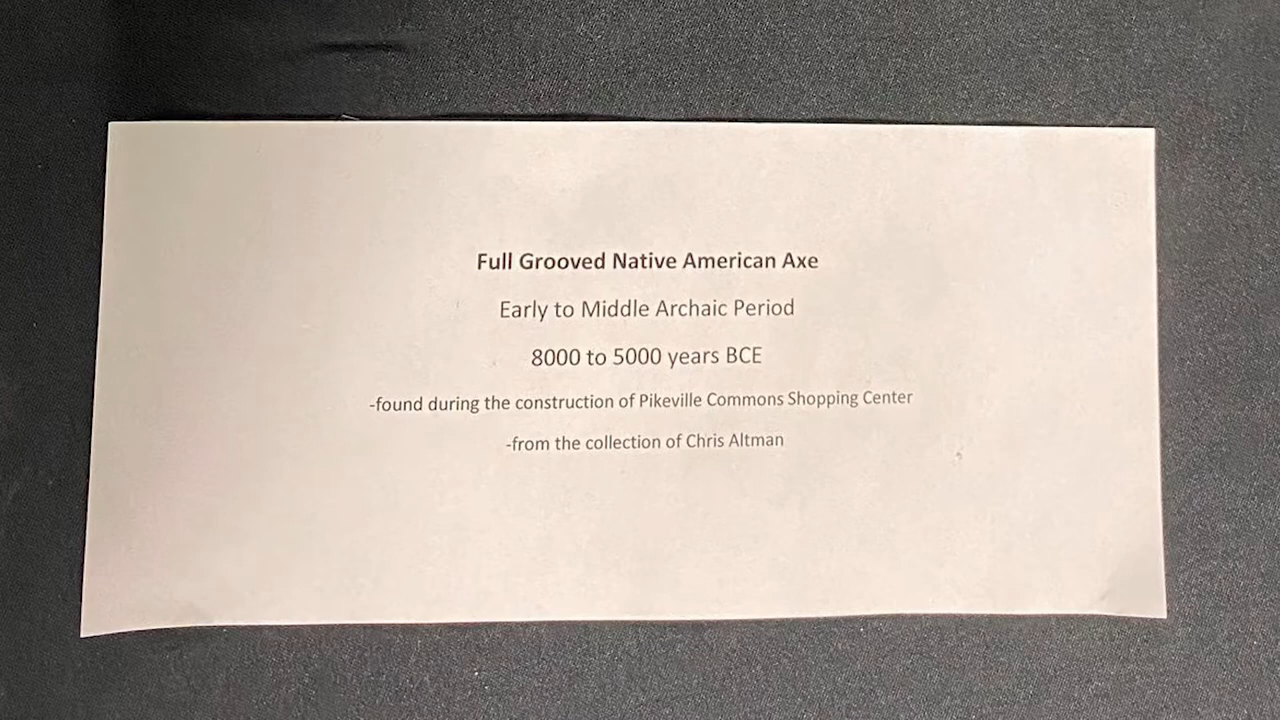 Full Grooved Native American Axe
Early to Middle Archaic Period
8000 to 5000 years BCE
-found during the construction of Pikeville Commons Shopping Center
-from the collection of Chris Altman